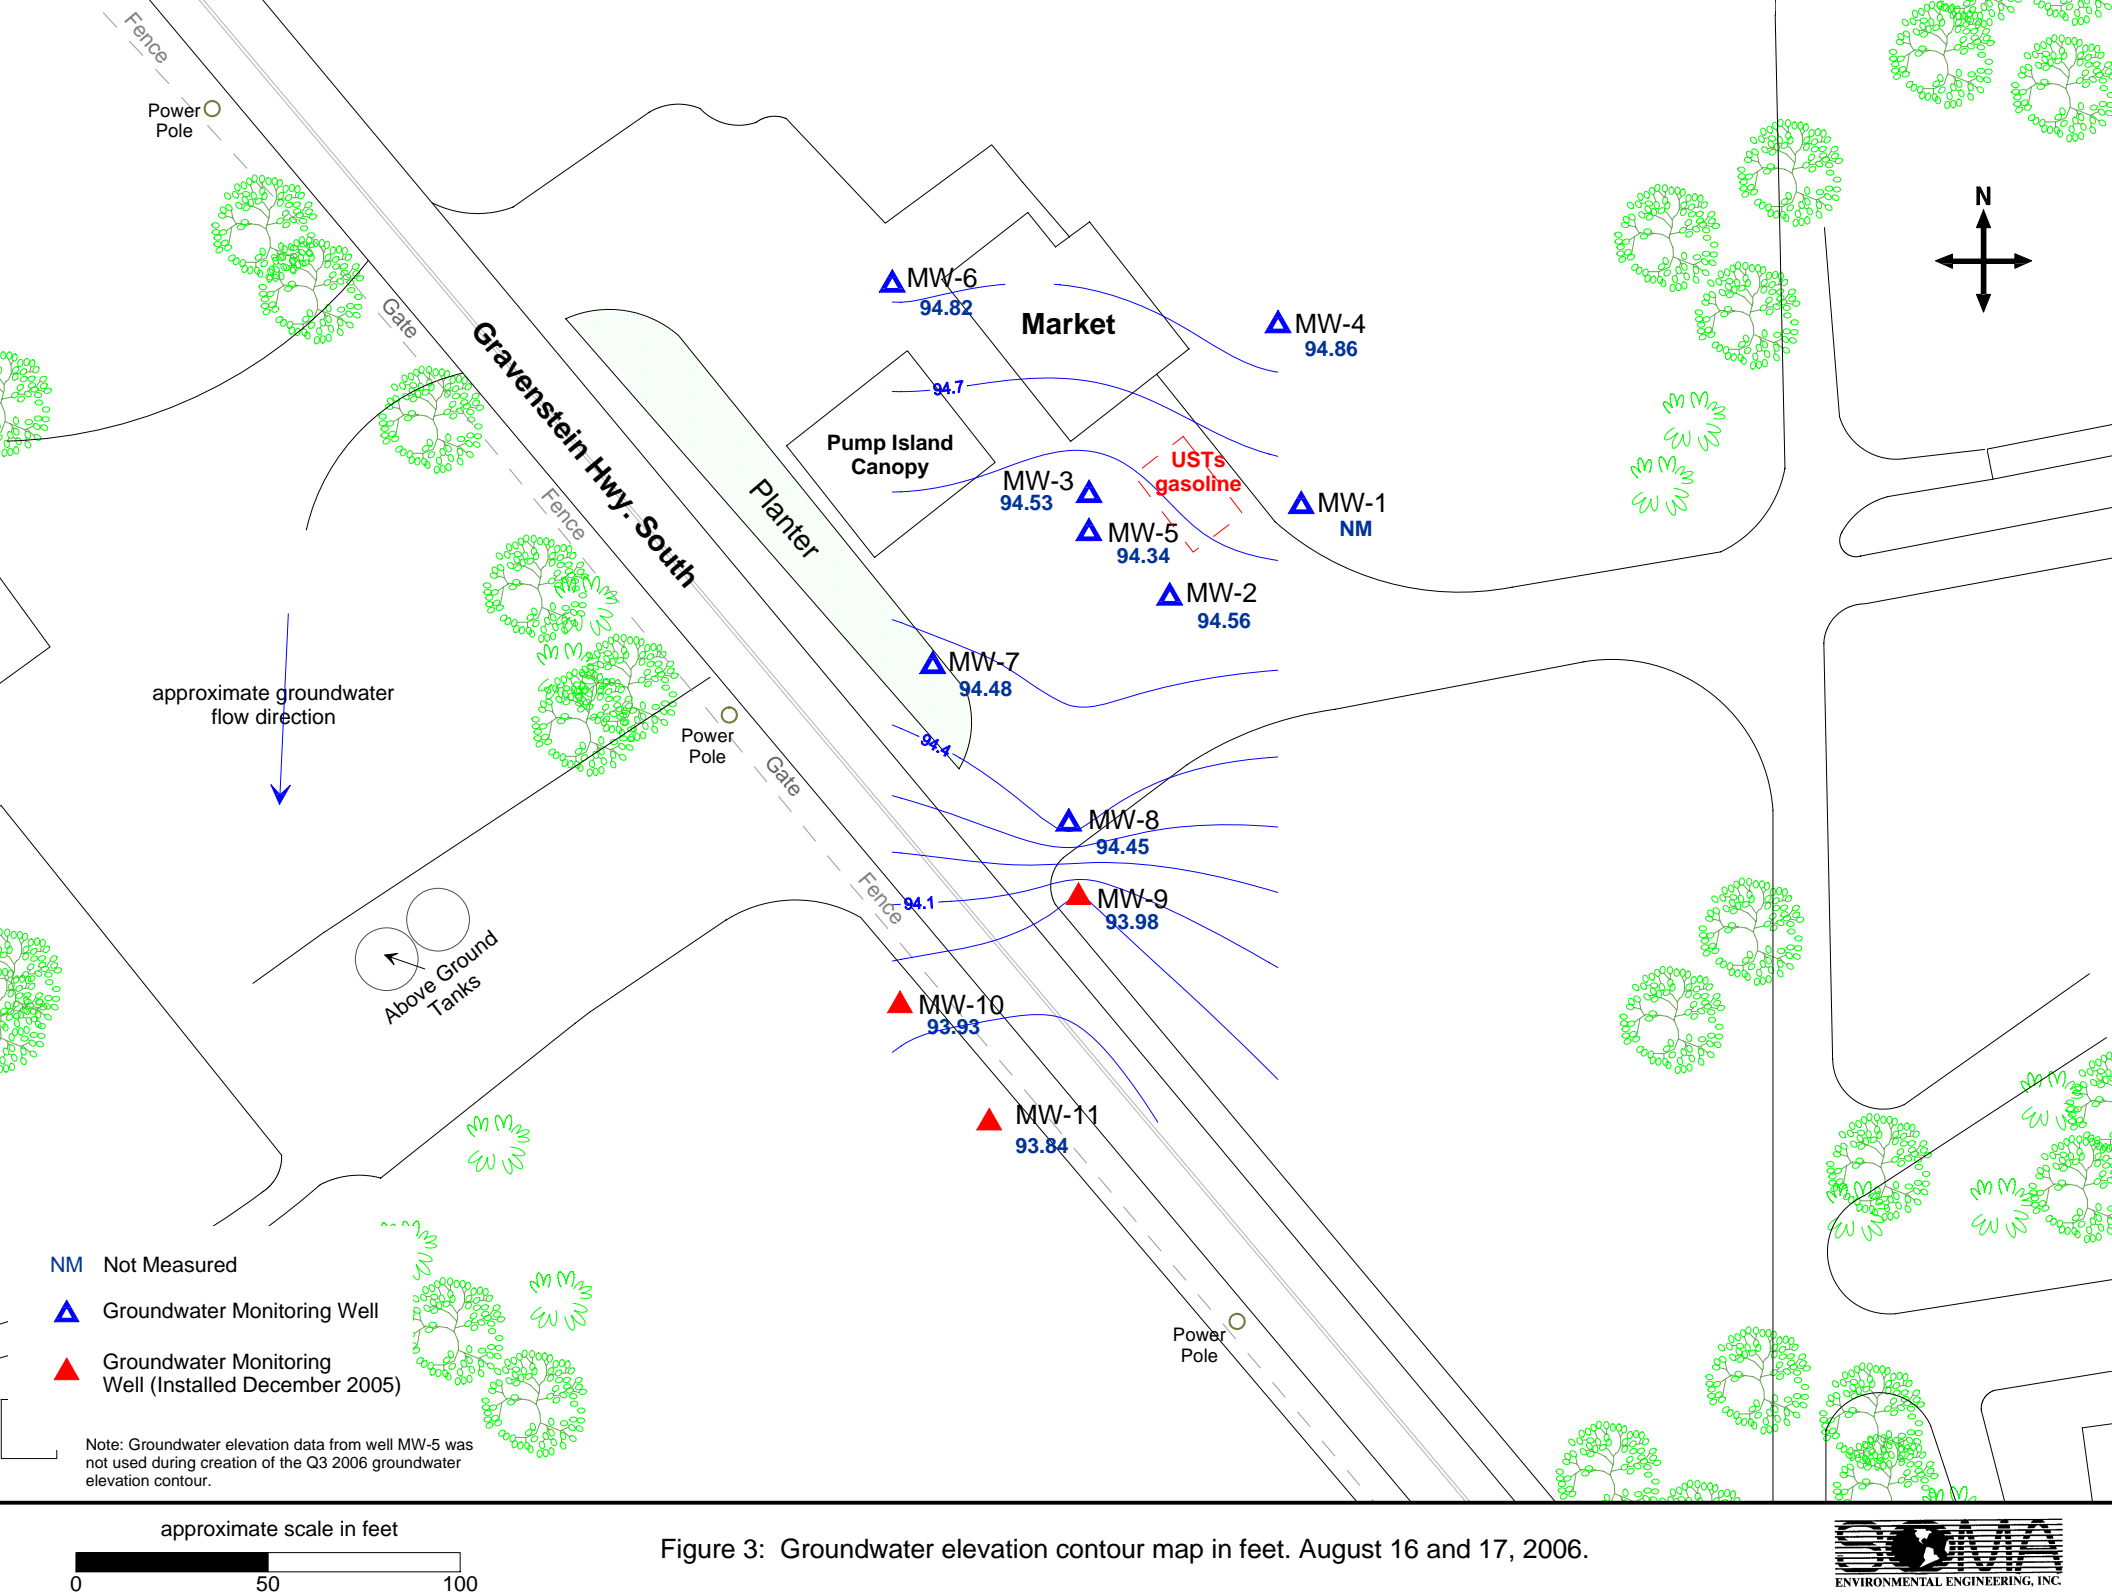 Fence
Power
Pole
N
Gate
Gravenstein Hwy. South
MW-6
94.82
Market
MW-4
94.86
94.7
Pump Island
Canopy
USTs
gasoline
MW-3
94.53
MW-1
NM
MW-5
94.34
Planter
Fence
MW-2
94.56
MW-7
94.48
approximate groundwater
flow direction
Power
Pole
94.4
Gate
MW-8
94.45
Fence
94.1
MW-9
93.98
Above Ground
Tanks
MW-10
93.93
MW-11
93.84
NM Not Measured
Groundwater Monitoring Well
Groundwater Monitoring
Well (Installed December 2005)
Power
Pole
Note: Groundwater elevation data from well MW-5 was
not used during creation of the Q3 2006 groundwater
elevation contour.
approximate scale in feet
0 50 100
Figure 3: Groundwater elevation contour map in feet. August 16 and 17, 2006.
SOMA
ENVIRONMENTAL ENGINEERING, INC.